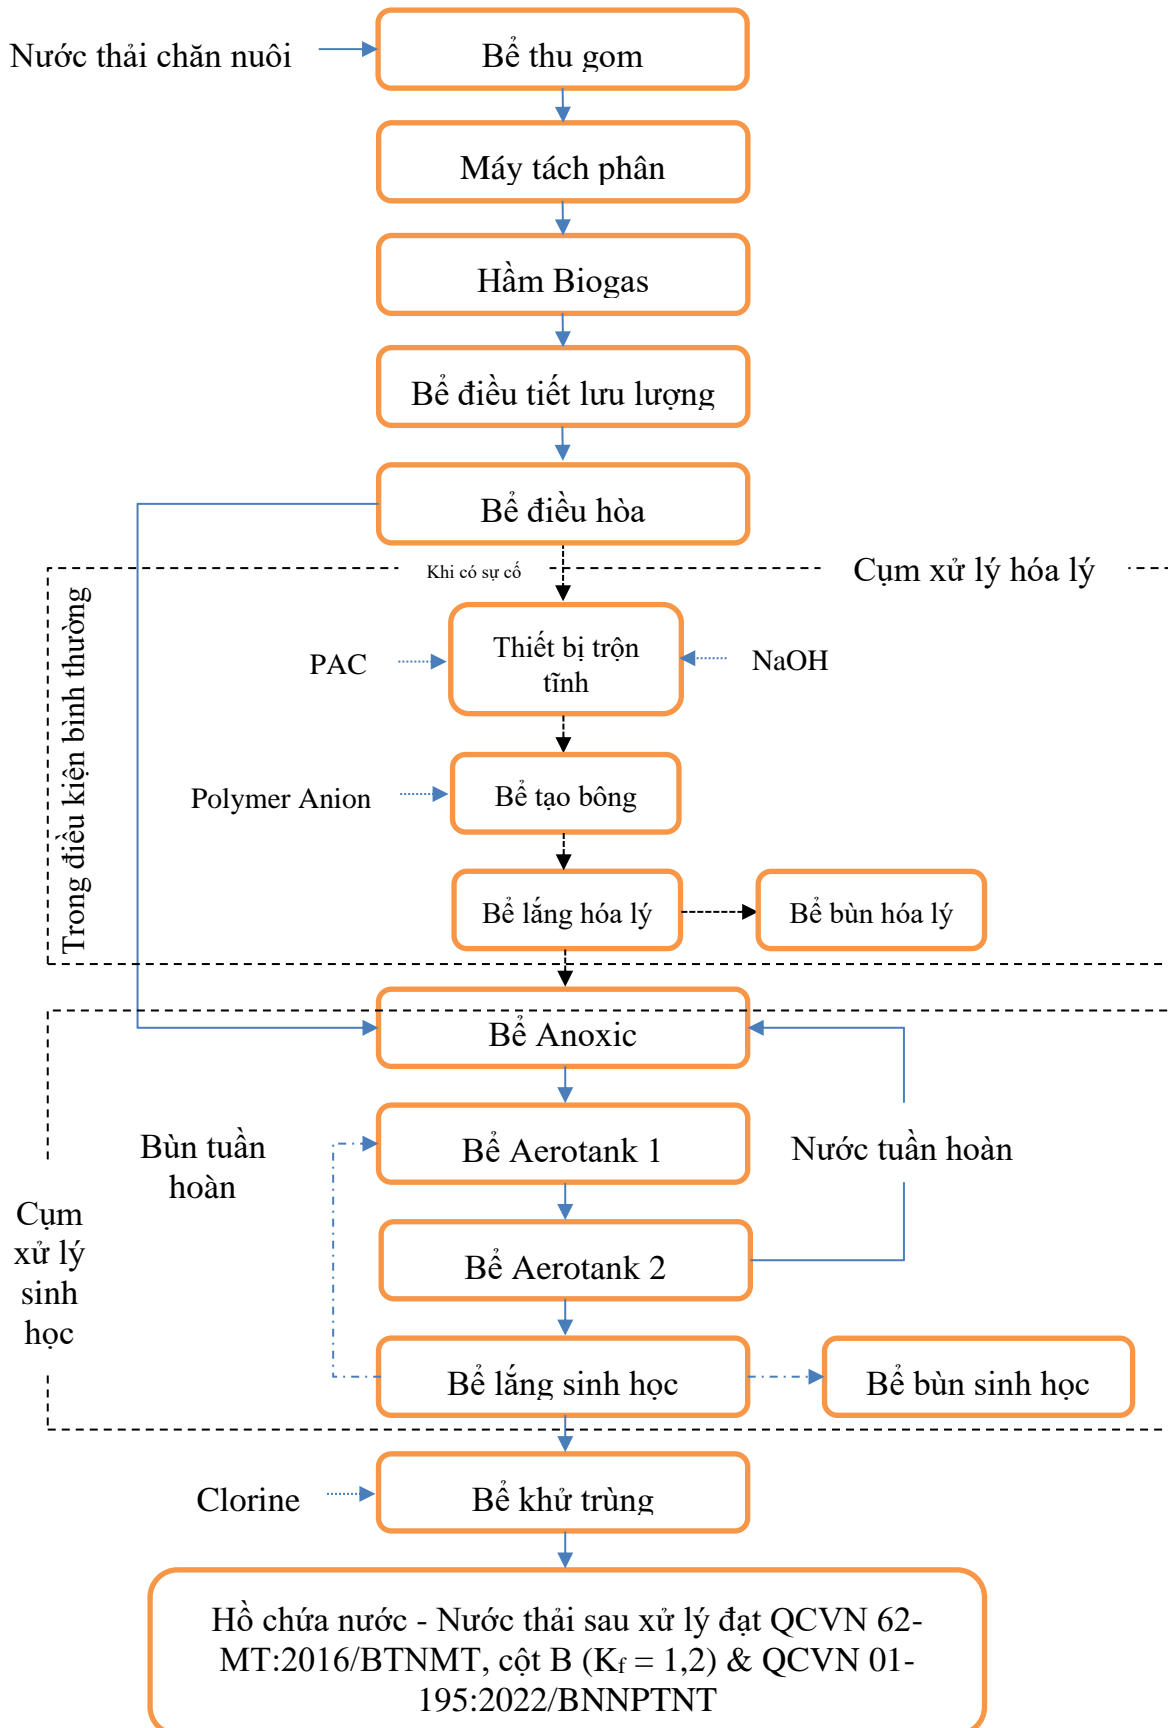 Nước thải chăn nuôi
Bể thu gom
Máy tách phân
Hầm Biogas
Bể điều tiết lưu lượng
Bể điều hòa
Khi có sự cố
Cụm xử lý hóa lý
Trong điều kiện bình thường
PAC
Thiết bị trộn
tĩnh
NaOH
Polymer Anion
Bể tạo bông
Bể lắng hóa lý
Bể bùn hóa lý
Bể Anoxic
Bùn tuần
hoàn
Bể Aerotank 1
Nước tuần hoàn
Cụm
xử lý
sinh
học
Bể Aerotank 2
Bể lắng sinh học
Bể bùn sinh học
Clorine
Bể khử trùng
Hồ chứa nước - Nước thải sau xử lý đạt QCVN 62-
MT:2016/BTNMT, cột B (Kf = 1,2) & QCVN 01-
195:2022/BNNPTNT